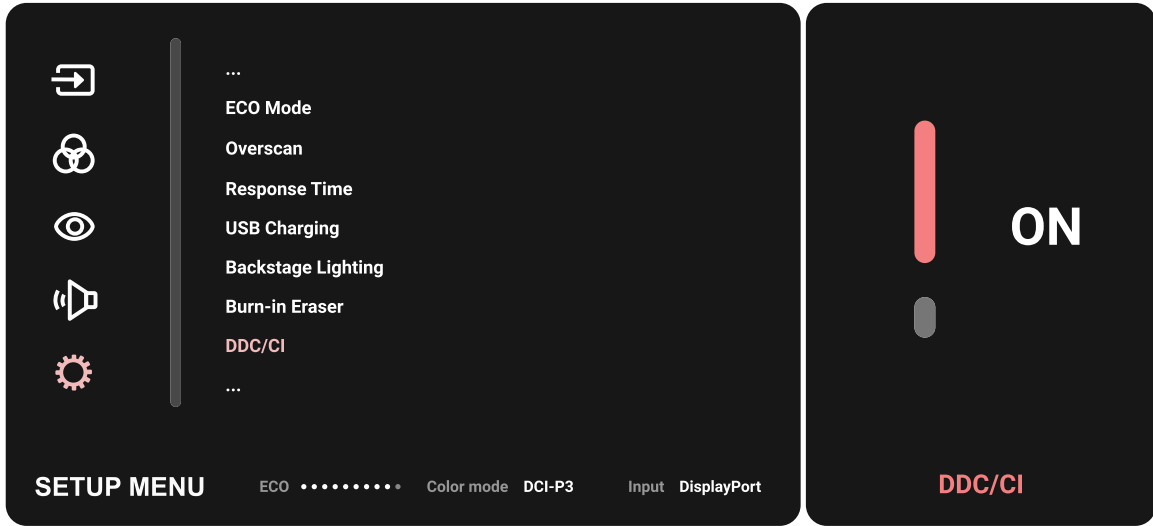 ...
ECO Mode
Overscan
Response Time
USB Charging
Backstage Lighting
Burn-in Eraser
DDC/CI
...
SETUP MENU
ECO
Color mode DCI-P3
Input DisplayPort
ON
DDC/CI